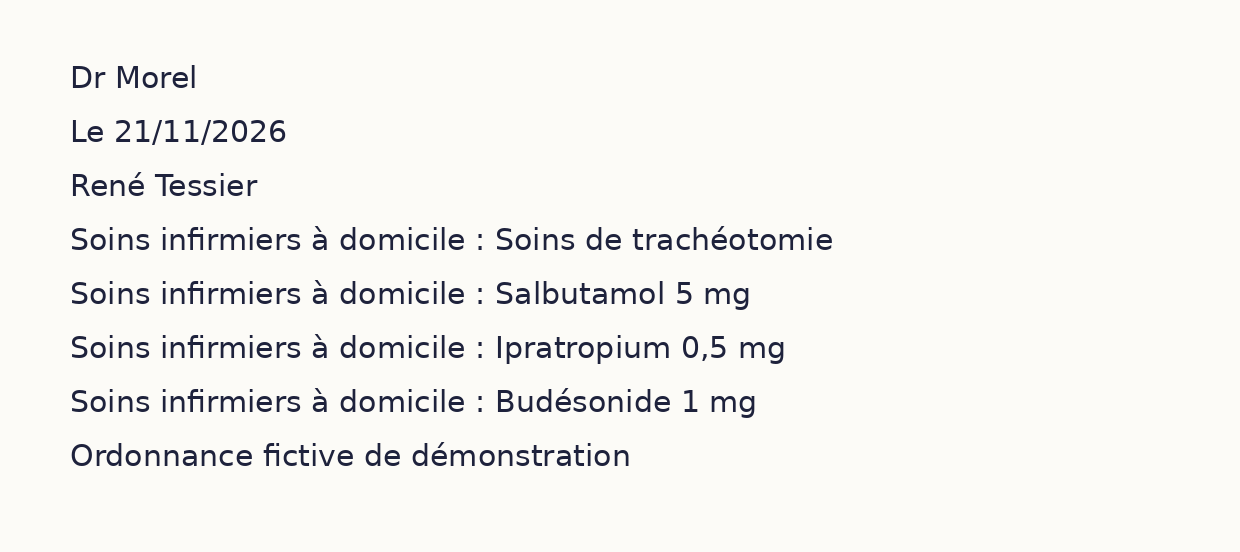 Dr Morel
Le 21/11/2026
René Tessier
Soins infirmiers à domicile : Soins de trachéotomie
Soins infirmiers à domicile : Salbutamol 5 mg
Soins infirmiers à domicile : Ipratropium 0,5 mg
Soins infirmiers à domicile : Budésonide 1 mg
Ordonnance fictive de démonstration